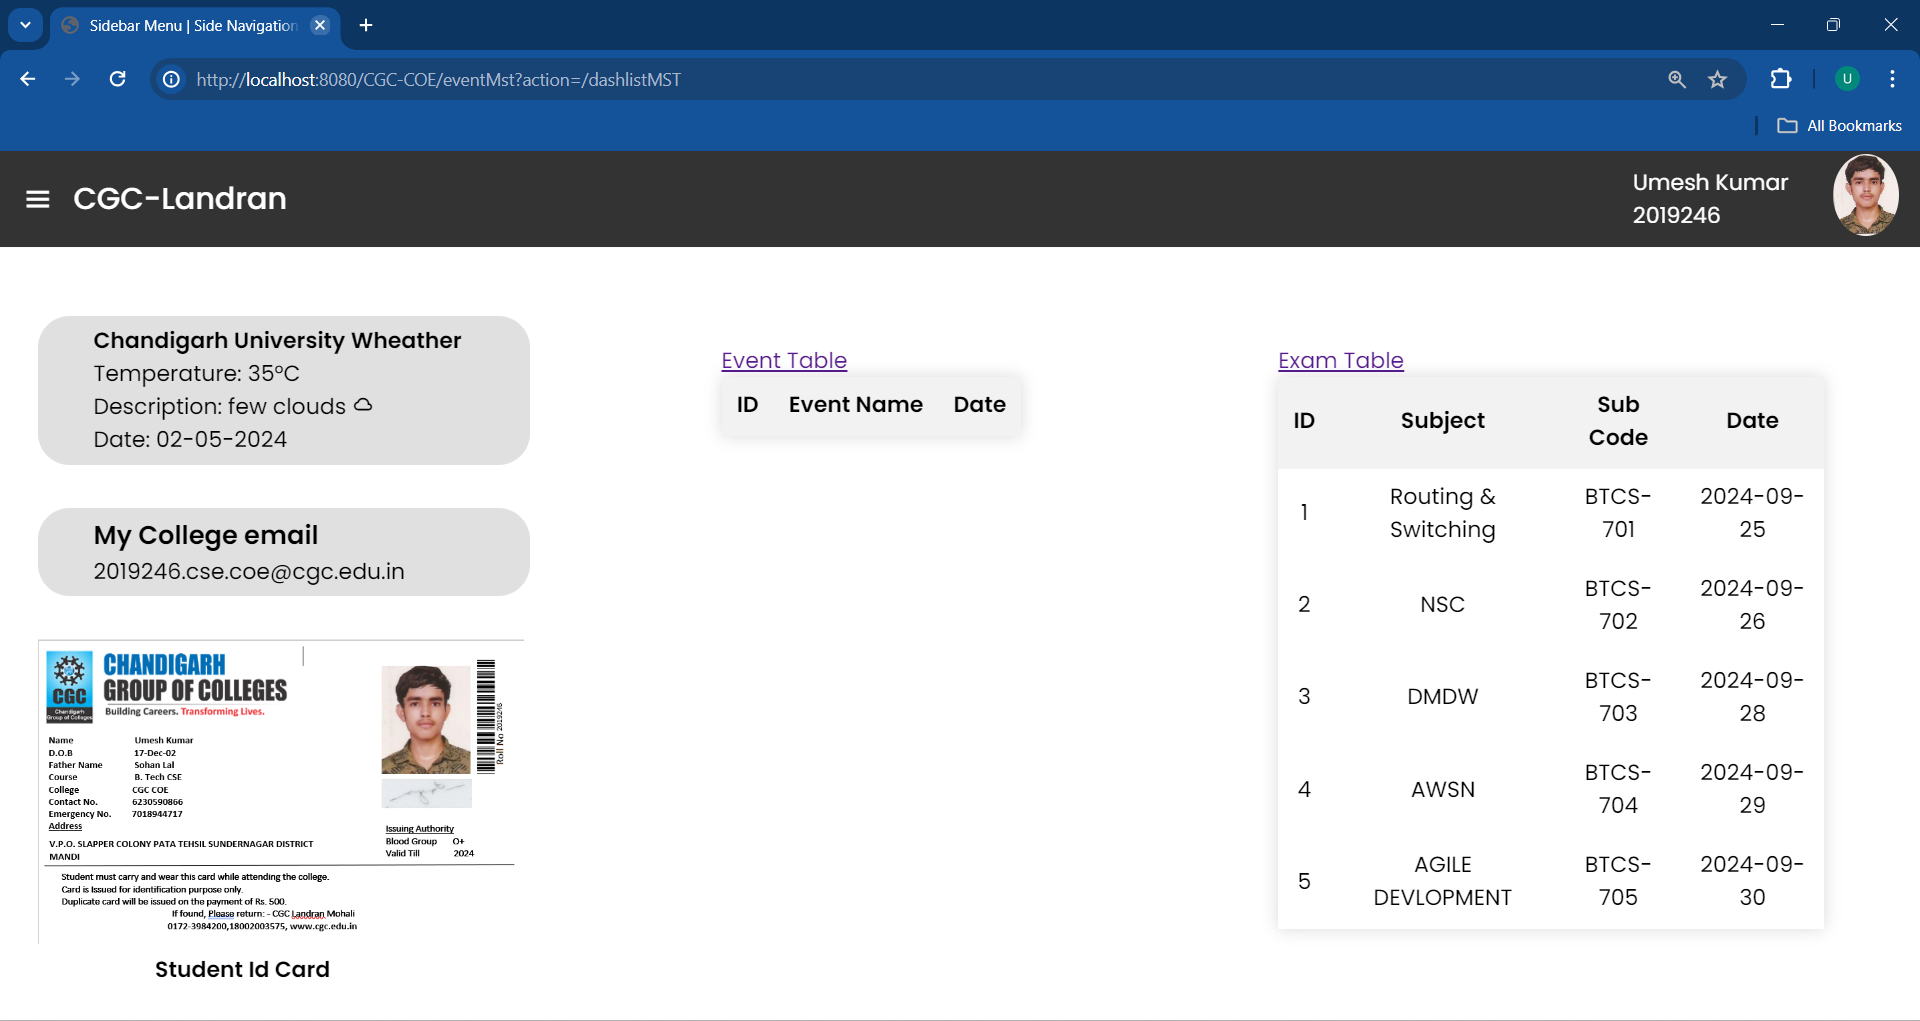 Sidebar Menu | Side Navigation
http://localhost:8080/CGC-COE/eventMst?action=/dashlistMST
U
All Bookmarks
CGC-Landran
Umesh Kumar
2019246
Chandigarh University Wheather
Temperature: 35°C
Description: few clouds
Date: 02-05-2024
My College email
2019246.cse.coe@cgc.edu.in
CGC
Chandigarh
Group of Colleges
CHANDIGARH
GROUP OF COLLEGES
Building Careers. Transforming Lives.
Roll No 2019246
Name Umesh Kumar
D.O.B 17-Dec-02
Father Name Sohan Lal
Course B. Tech CSE
College CGC COE
Contact No. 6230590866
Emergency No. 7018944717
Address
V.P.O. SLAPPER COLONY PATA TEHSIL SUNDERNAGAR DISTRICT
MANDI
Issuing Authority
Blood Group O+
Valid Till 2024
Student must carry and wear this card while attending the college.
Card is Issued for identification purpose only.
Duplicate card will be issued on the payment of Rs. 500.
If found, Please return: - CGC Landran Mohali
0172-3984200,18002003575, www.cgc.edu.in
Student Id Card
Event Table
ID Event Name Date
Exam Table
ID Subject Sub Code Date
1 Routing & Switching BTCS-701 2024-09-25
2 NSC BTCS-702 2024-09-26
3 DMDW BTCS-703 2024-09-28
4 AWSN BTCS-704 2024-09-29
5 AGILE DEVLOPMENT BTCS-705 2024-09-30